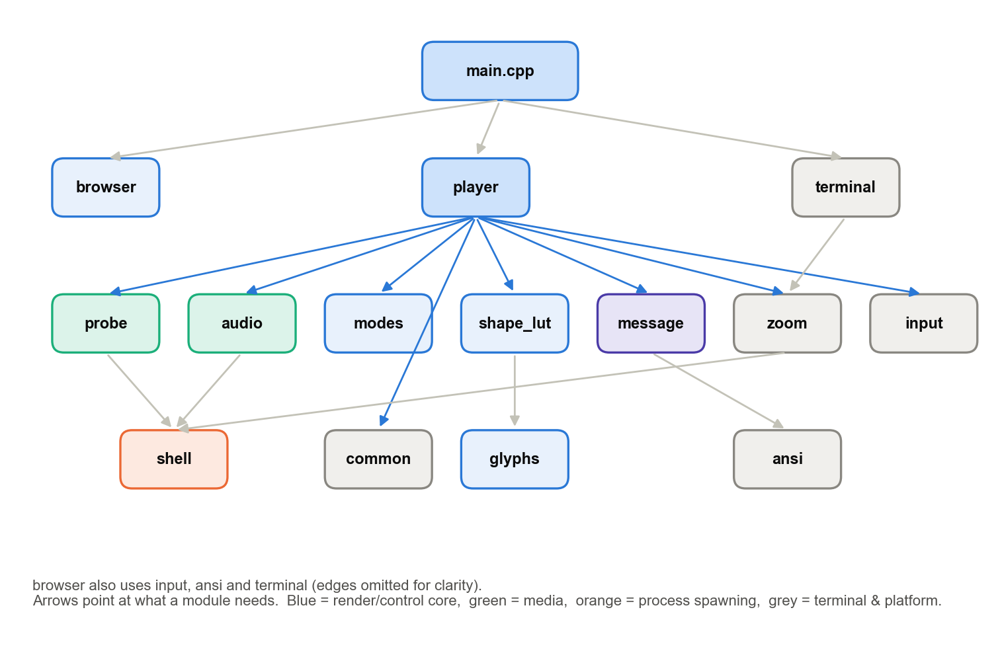 main.cpp
browser
player
terminal
probe
audio
modes
shape_lut
message
zoom
input
shell
common
glyphs
ansi
browser also uses input, ansi and terminal (edges omitted for clarity).
Arrows point at what a module needs.  Blue = render/control core,  green = media,  orange = process spawning,  grey = terminal & platform.